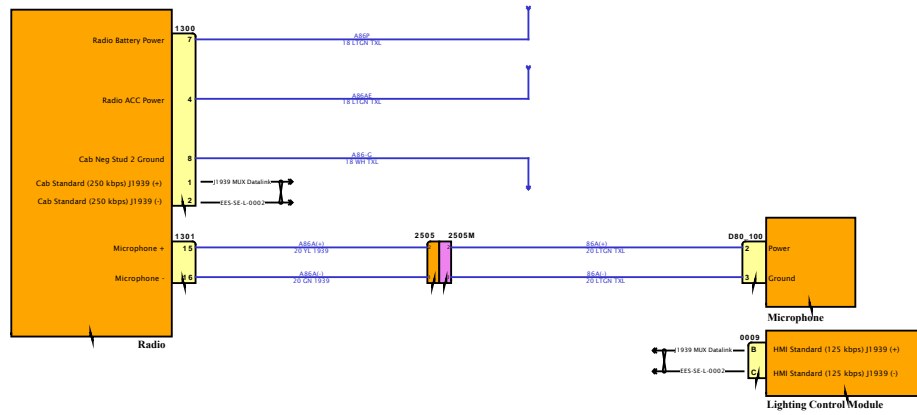 1300
Radio Battery Power 7 A86P
18 LTGN TXL
Radio ACC Power 4 A86AE
18 LTGN TXL
Cab Neg Stud 2 Ground 8 A86-G
18 WH TXL
Cab Standard (250 kbps) J1939 (+) 1 J1939 MUX Datalink
Cab Standard (250 kbps) J1939 (-) 2 EES-SE-L-0002
1301 2505 2505M D80_100
Microphone + 15 A86A(+) 86A(+) 2 Power
20 YL 1939 20 LTGN TXL
Microphone - 16 A86A(-) 86A(-) 3 Ground
20 GN 1939 20 LTGN TXL
Microphone
Radio
0009
J1939 MUX Datalink B HMI Standard (125 kbps) J1939 (+)
EES-SE-L-0002 C HMI Standard (125 kbps) J1939 (-)
Lighting Control Module